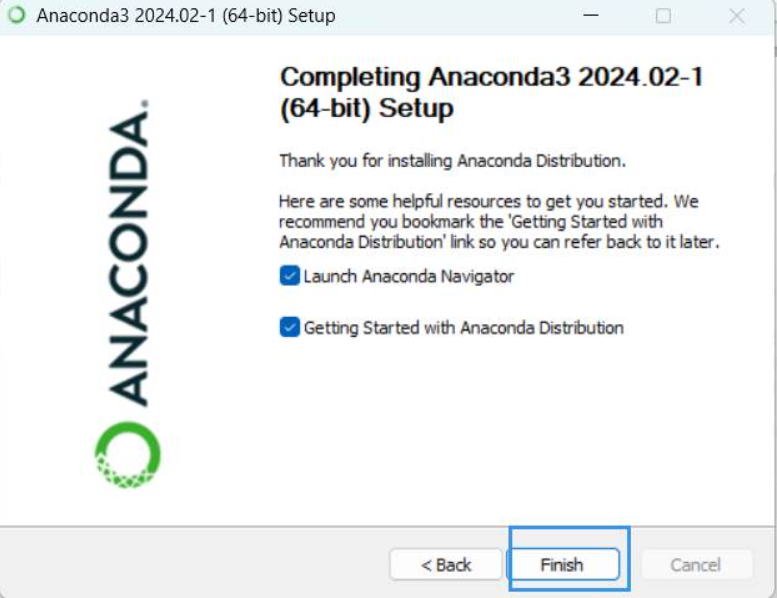 Anaconda3 2024.02-1 (64-bit) Setup
Completing Anaconda3 2024.02-1
(64-bit) Setup
Thank you for installing Anaconda Distribution.
Here are some helpful resources to get you started. We
recommend you bookmark the 'Getting Started with
Anaconda Distribution' link so you can refer back to it later.
Launch Anaconda Navigator
Getting Started with Anaconda Distribution
ANACONDA.
< Back
Finish
Cancel